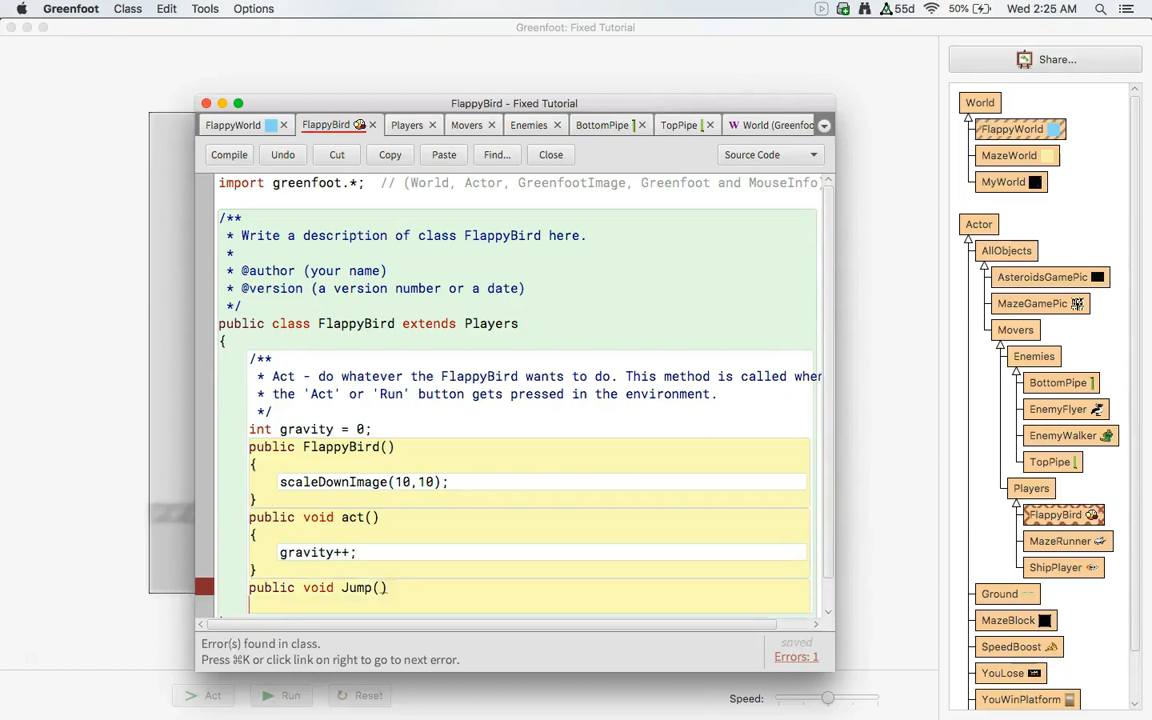 Greenfoot Class Edit Tools Options 55d 50% Wed 2:25 AM
Greenfoot: Fixed Tutorial
Share...
FlappyBird - Fixed Tutorial
FlappyWorld FlappyBird Players Movers Enemies BottomPipe TopPipe W World (Greenfoo
Compile Undo Cut Copy Paste Find... Close Source Code
import greenfoot.*; // (World, Actor, GreenfootImage, Greenfoot and MouseInfo)
/**
* Write a description of class FlappyBird here.
*
* @author (your name)
* @version (a version number or a date)
*/
public class FlappyBird extends Players
{
/**
* Act - do whatever the FlappyBird wants to do. This method is called when
* the 'Act' or 'Run' button gets pressed in the environment.
*/
int gravity = 0;
public FlappyBird()
{
scaleDownImage(10,10);
}
public void act()
{
gravity++;
}
public void Jump()
Error(s) found in class.
Press ⌘K or click link on right to go to next error.
saved
Errors: 1
Act Run Reset Speed:
World
FlappyWorld
MazeWorld
MyWorld
Actor
AllObjects
AsteroidsGamePic
MazeGamePic
Movers
Enemies
BottomPipe
EnemyFlyer
EnemyWalker
TopPipe
Players
FlappyBird
MazeRunner
ShipPlayer
Ground
MazeBlock
SpeedBoost
YouLose
YouWinPlatform